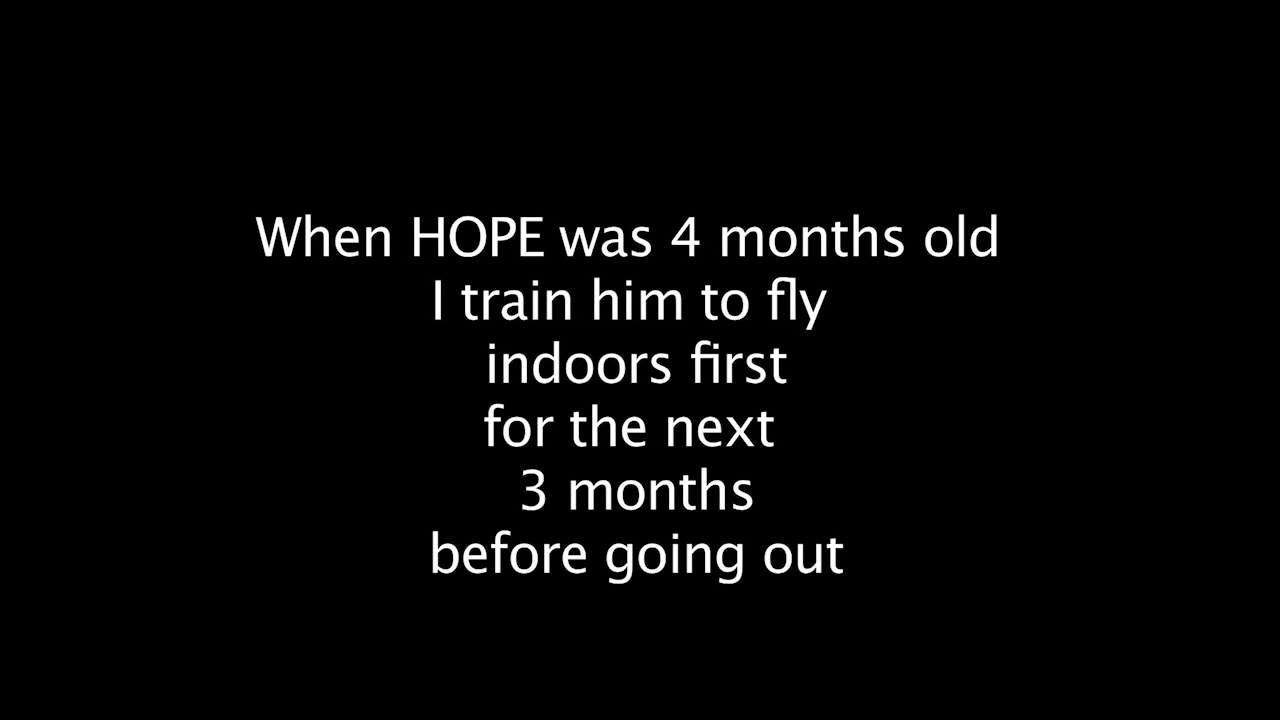 When HOPE was 4 months old
I train him to fly
indoors first
for the next
3 months
before going out